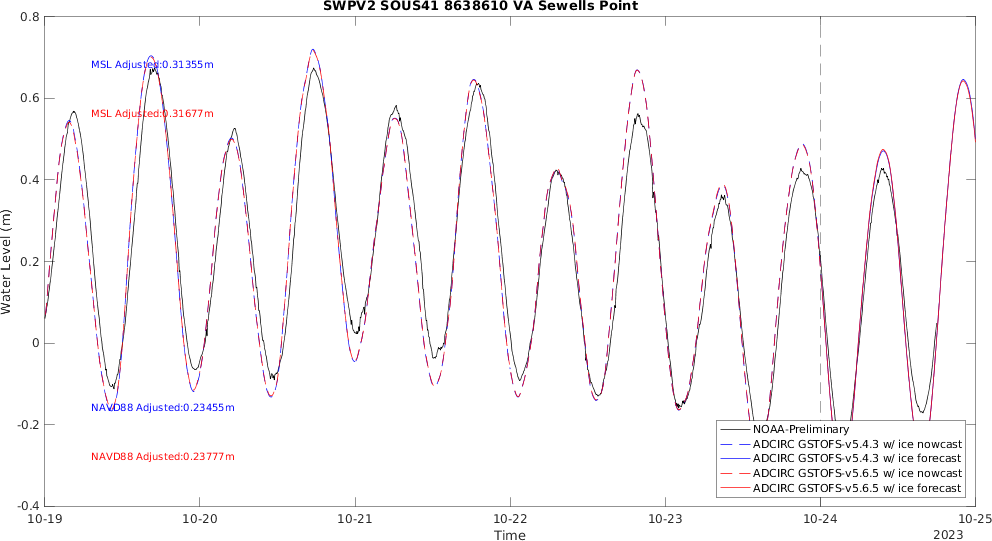 SWPV2 SOUS41 8638610 VA Sewells Point
Water Level (m)
0.8
0.6
0.4
0.2
0
-0.2
-0.4
MSL Adjusted:0.31355m
MSL Adjusted:0.31677m
NAVD88 Adjusted:0.23455m
NAVD88 Adjusted:0.23777m
NOAA-Preliminary
ADCIRC GSTOFS-v5.4.3 w/ ice nowcast
ADCIRC GSTOFS-v5.4.3 w/ ice forecast
ADCIRC GSTOFS-v5.6.5 w/ ice nowcast
ADCIRC GSTOFS-v5.6.5 w/ ice forecast
10-19 10-20 10-21 10-22 10-23 10-24 10-25
Time
2023